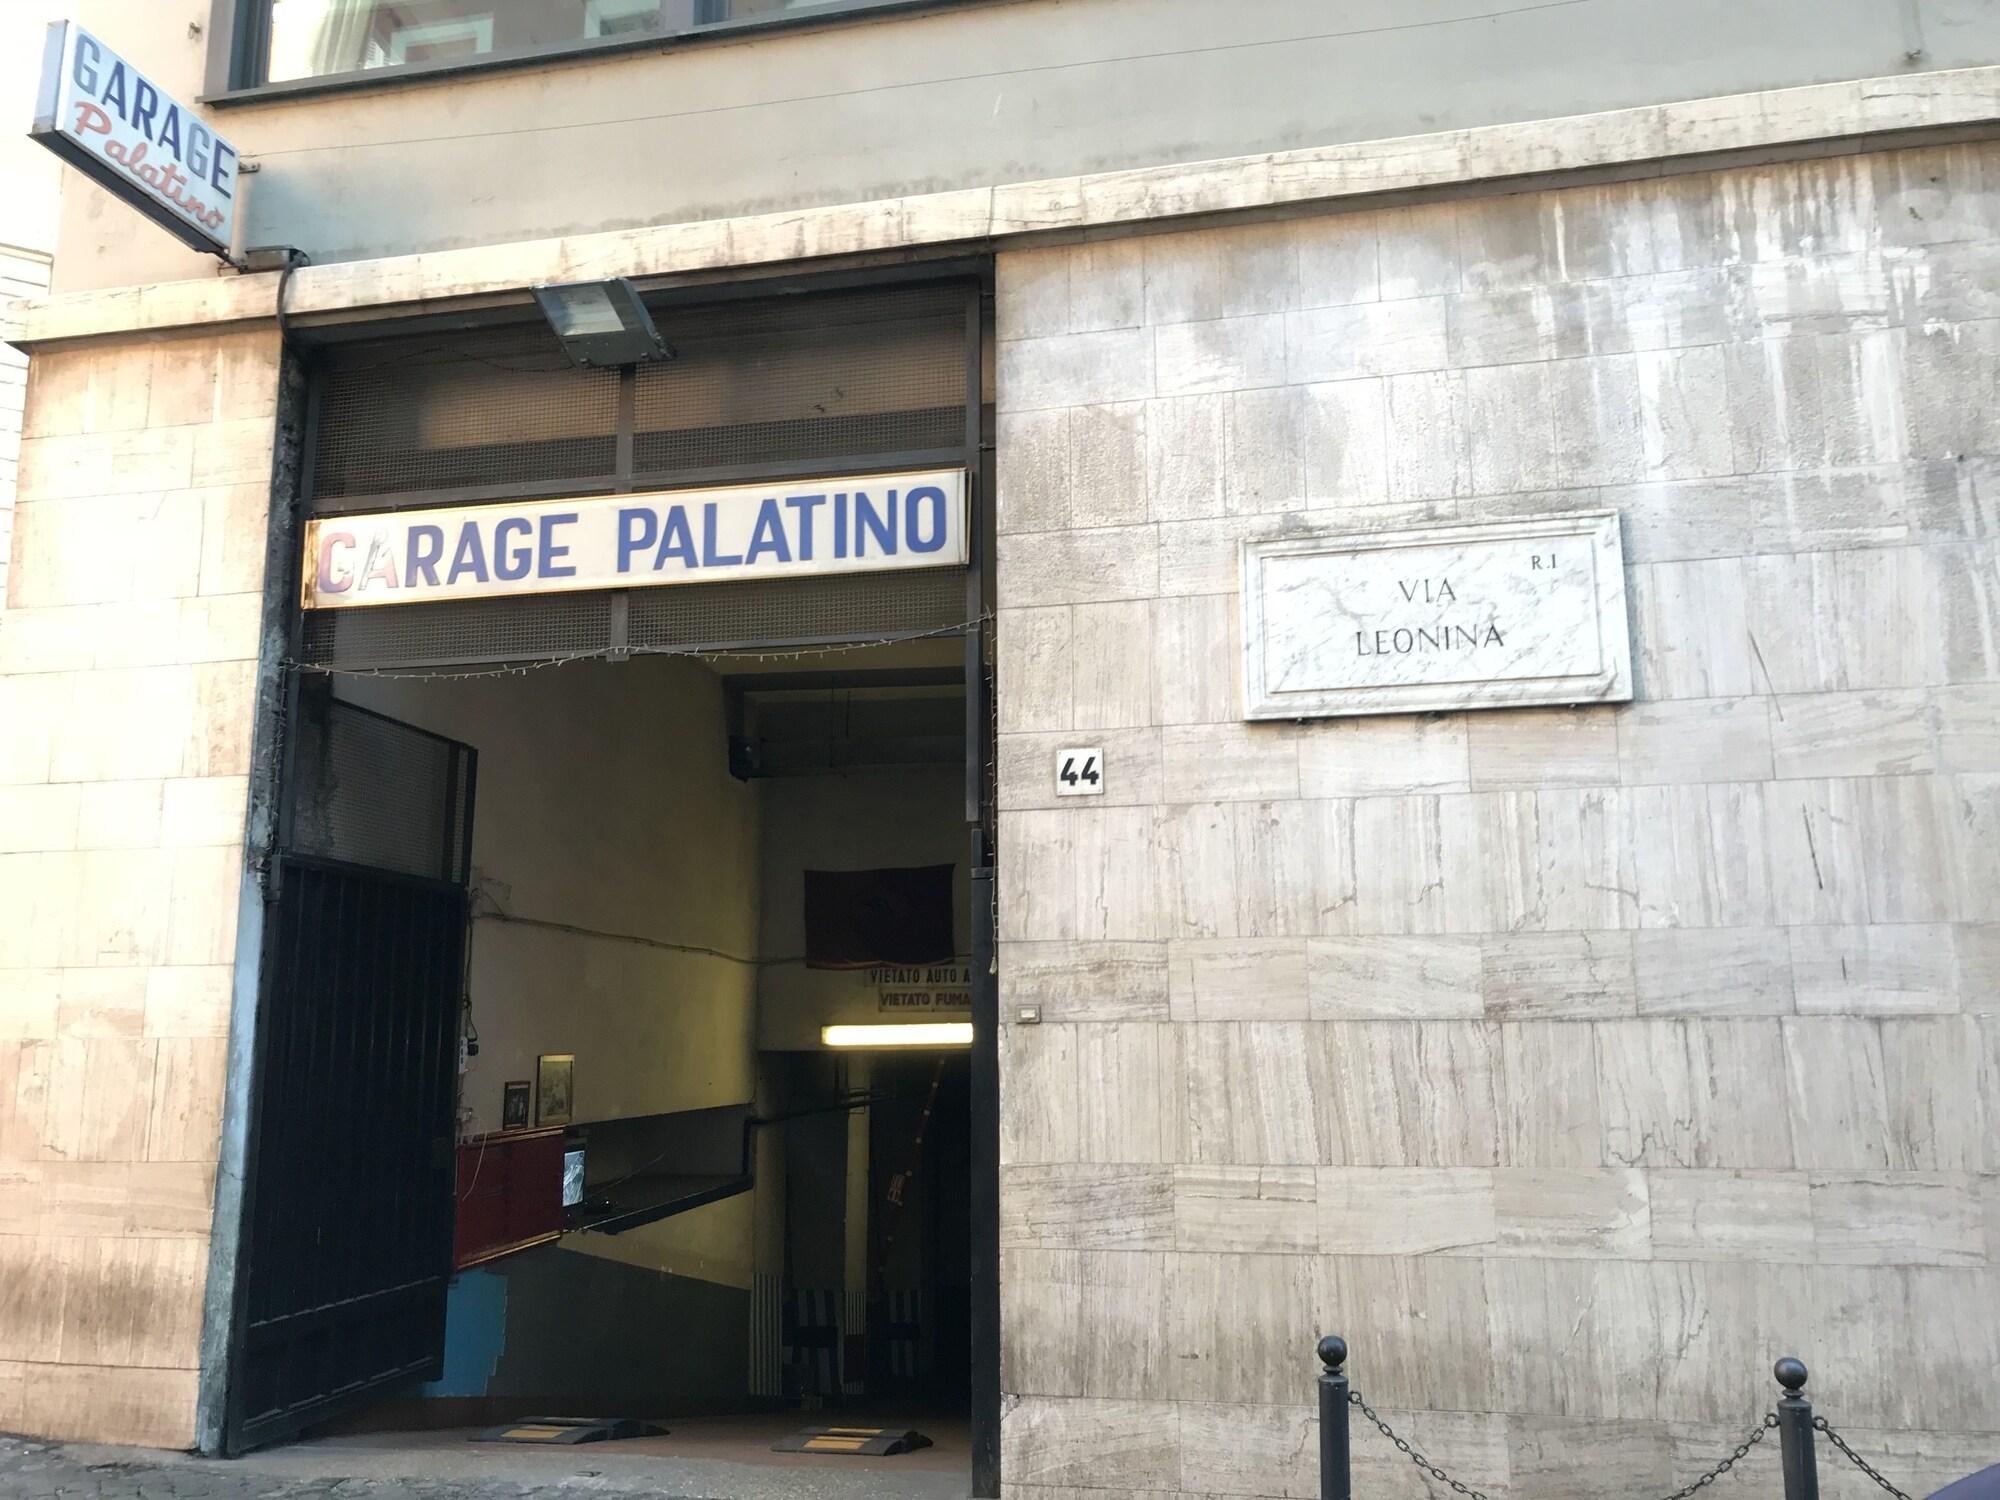 GARAGE
Palatino
GARAGE PALATINO
R.I
VIA
LEONINA
44
VIETATO AUTO A
VIETATO FUMA